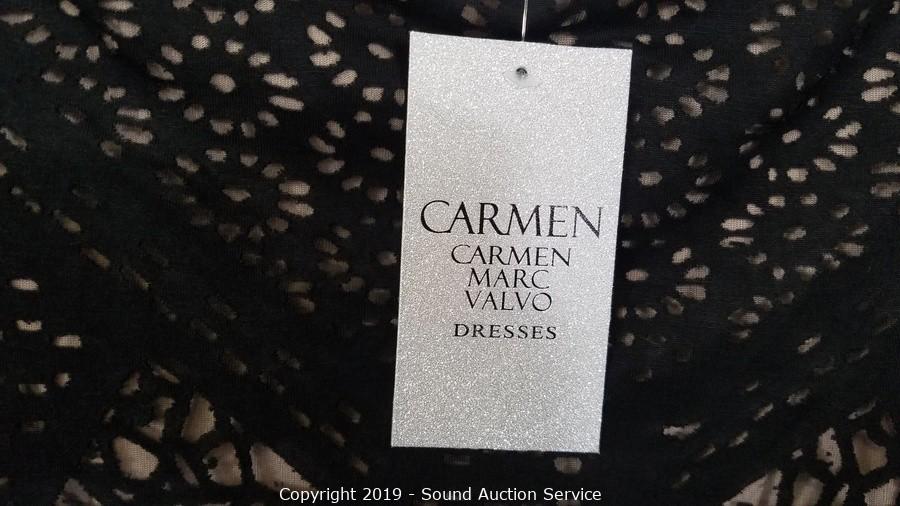 CARMEN
CARMEN
MARC
VALVO
DRESSES
Copyright 2019 - Sound Auction Service